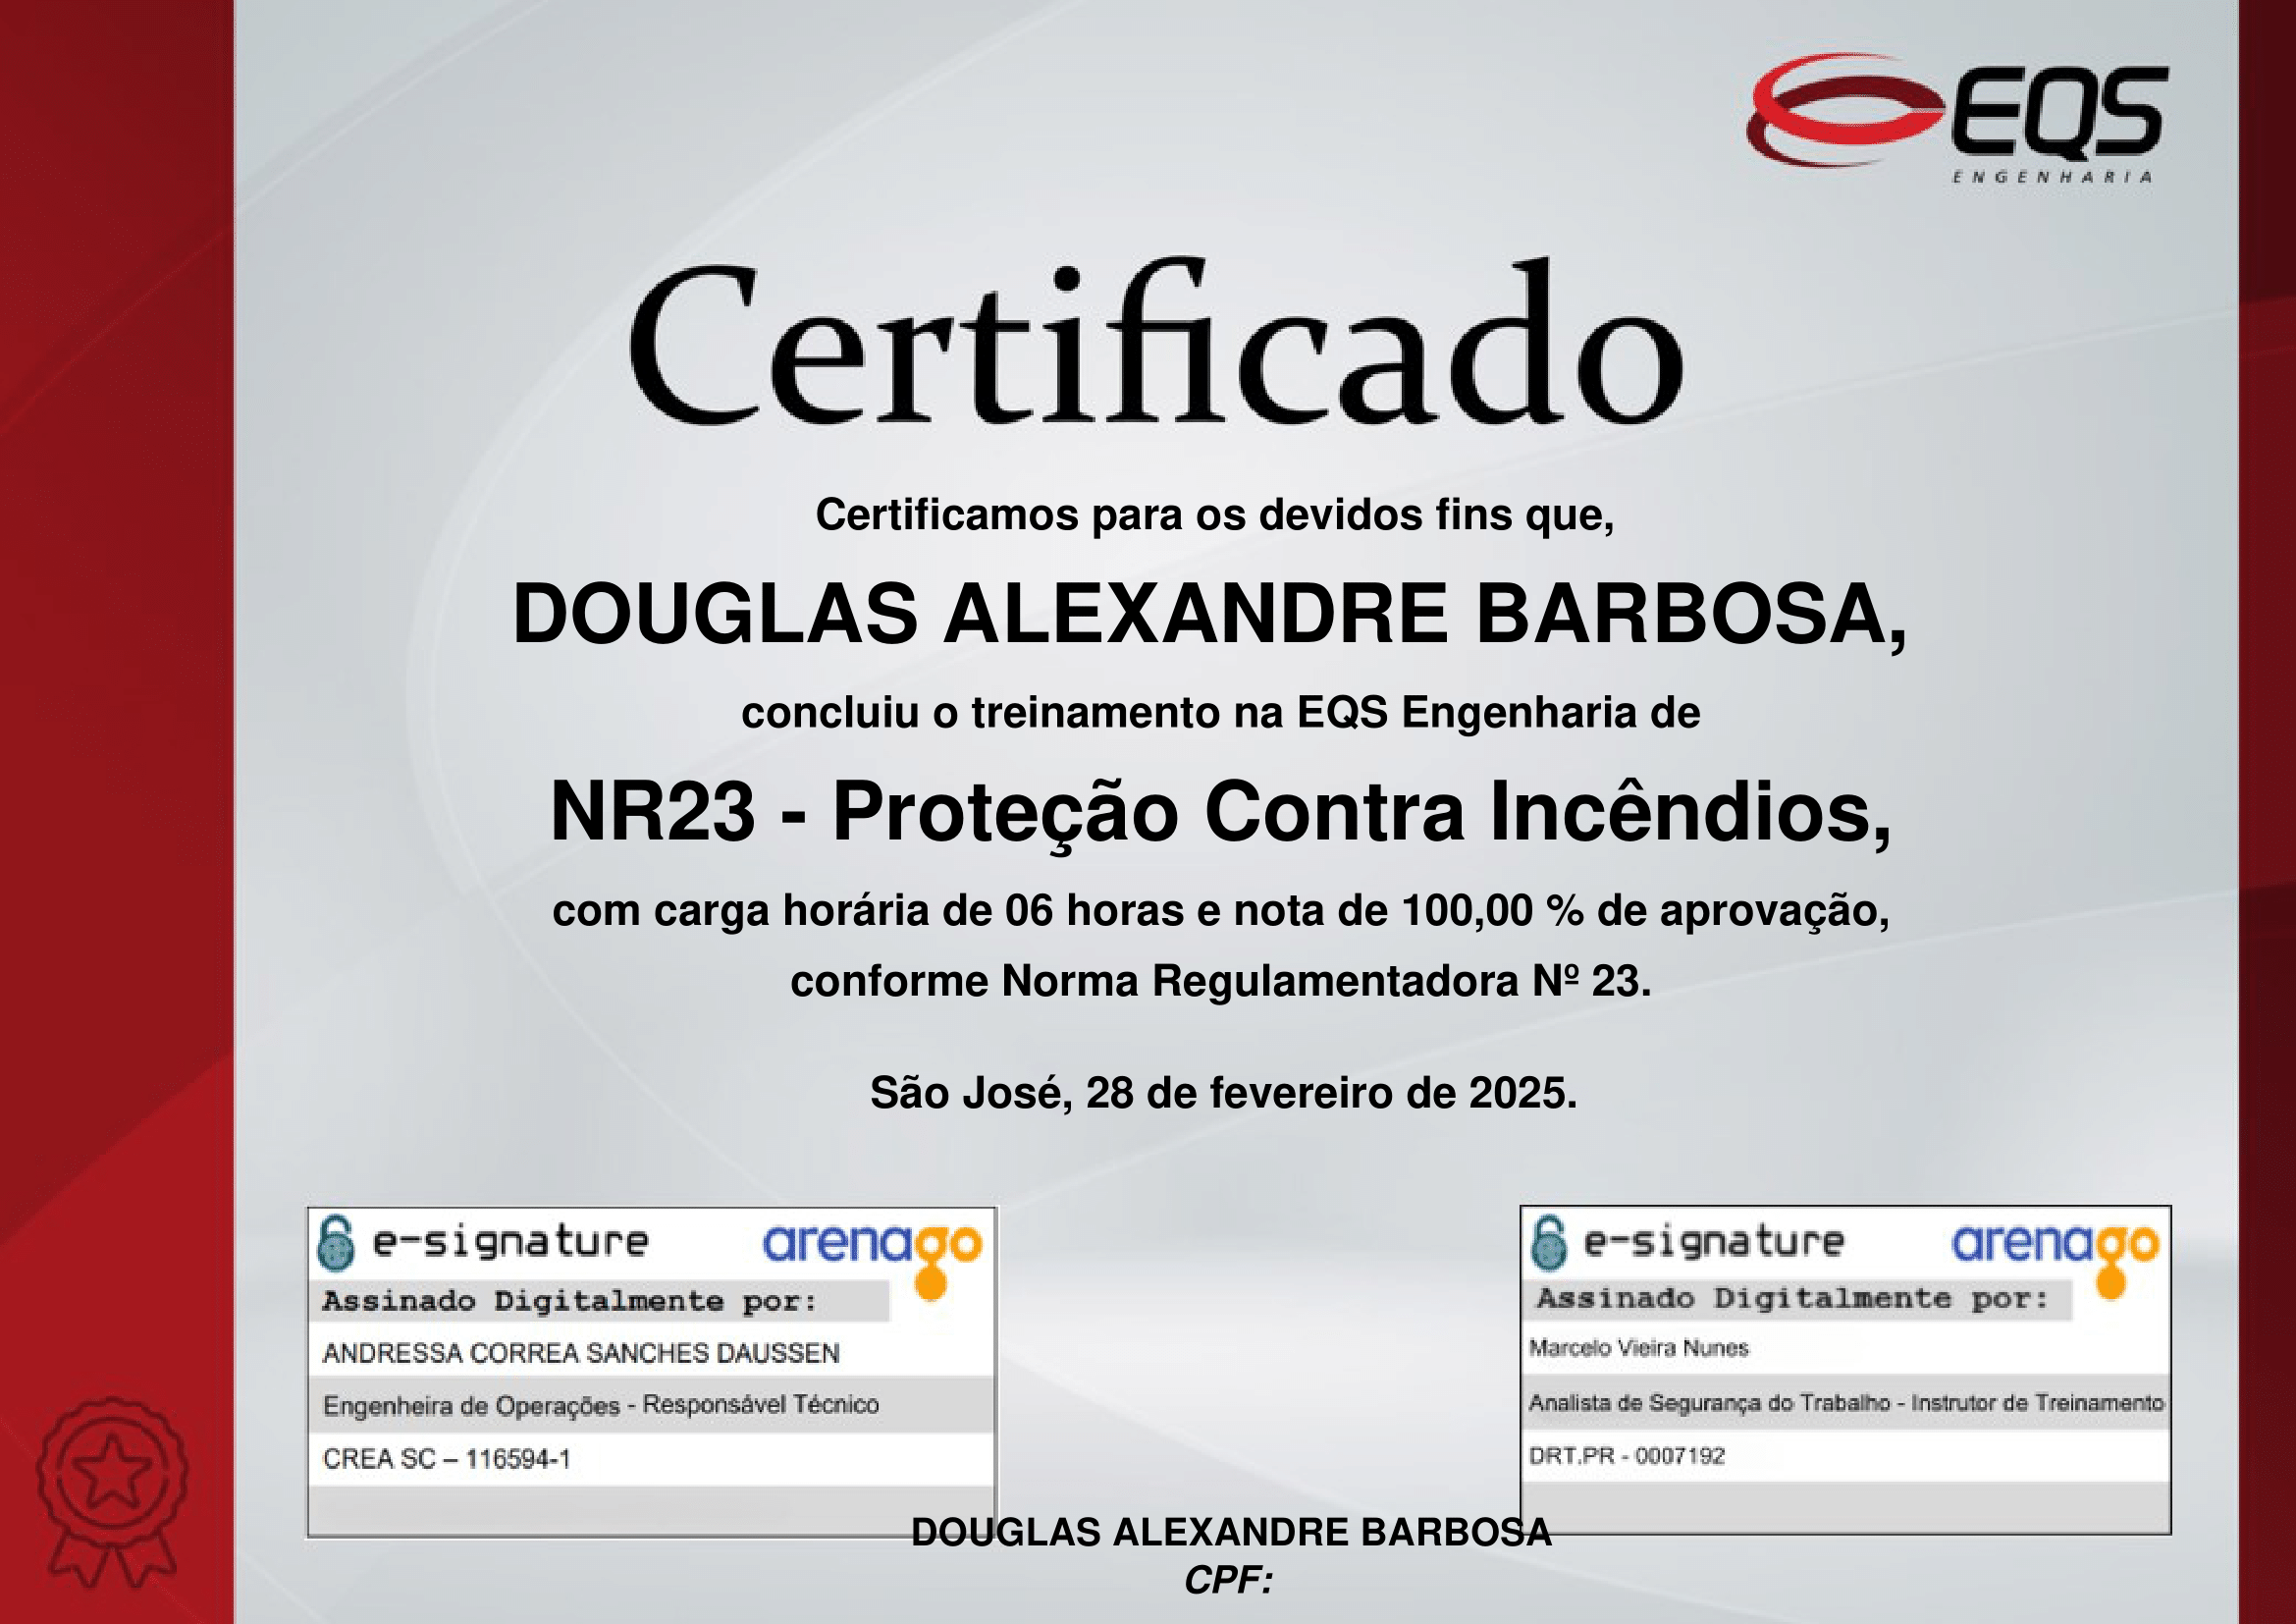 EQS
ENGENHARIA
Certificado
Certificamos para os devidos fins que,
DOUGLAS ALEXANDRE BARBOSA,
concluiu o treinamento na EQS Engenharia de
NR23 - Proteção Contra Incêndios,
com carga horária de 06 horas e nota de 100,00 % de aprovação,
conforme Norma Regulamentadora Nº 23.
São José, 28 de fevereiro de 2025.
e-signature arenago
Assinado Digitalmente por:
ANDRESSA CORREA SANCHES DAUSSEN
Engenheira de Operações - Responsável Técnico
CREA SC – 116594-1
e-signature arenago
Assinado Digitalmente por:
Marcelo Vieira Nunes
Analista de Segurança do Trabalho - Instrutor de Treinamento
DRT.PR - 0007192
DOUGLAS ALEXANDRE BARBOSA
CPF: